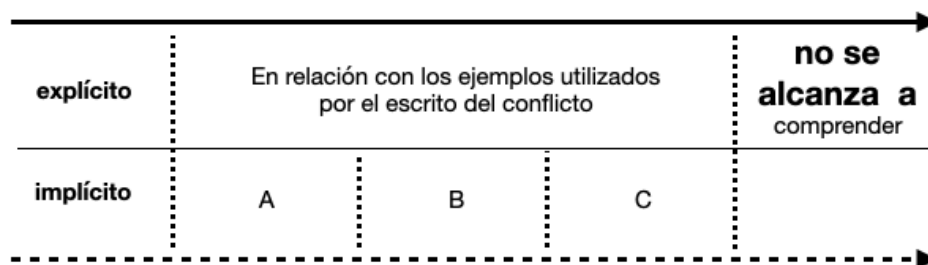 explícito
En relación con los ejemplos utilizados
por el escrito del conflicto
no se
alcanza a
comprender
implícito
A
B
C